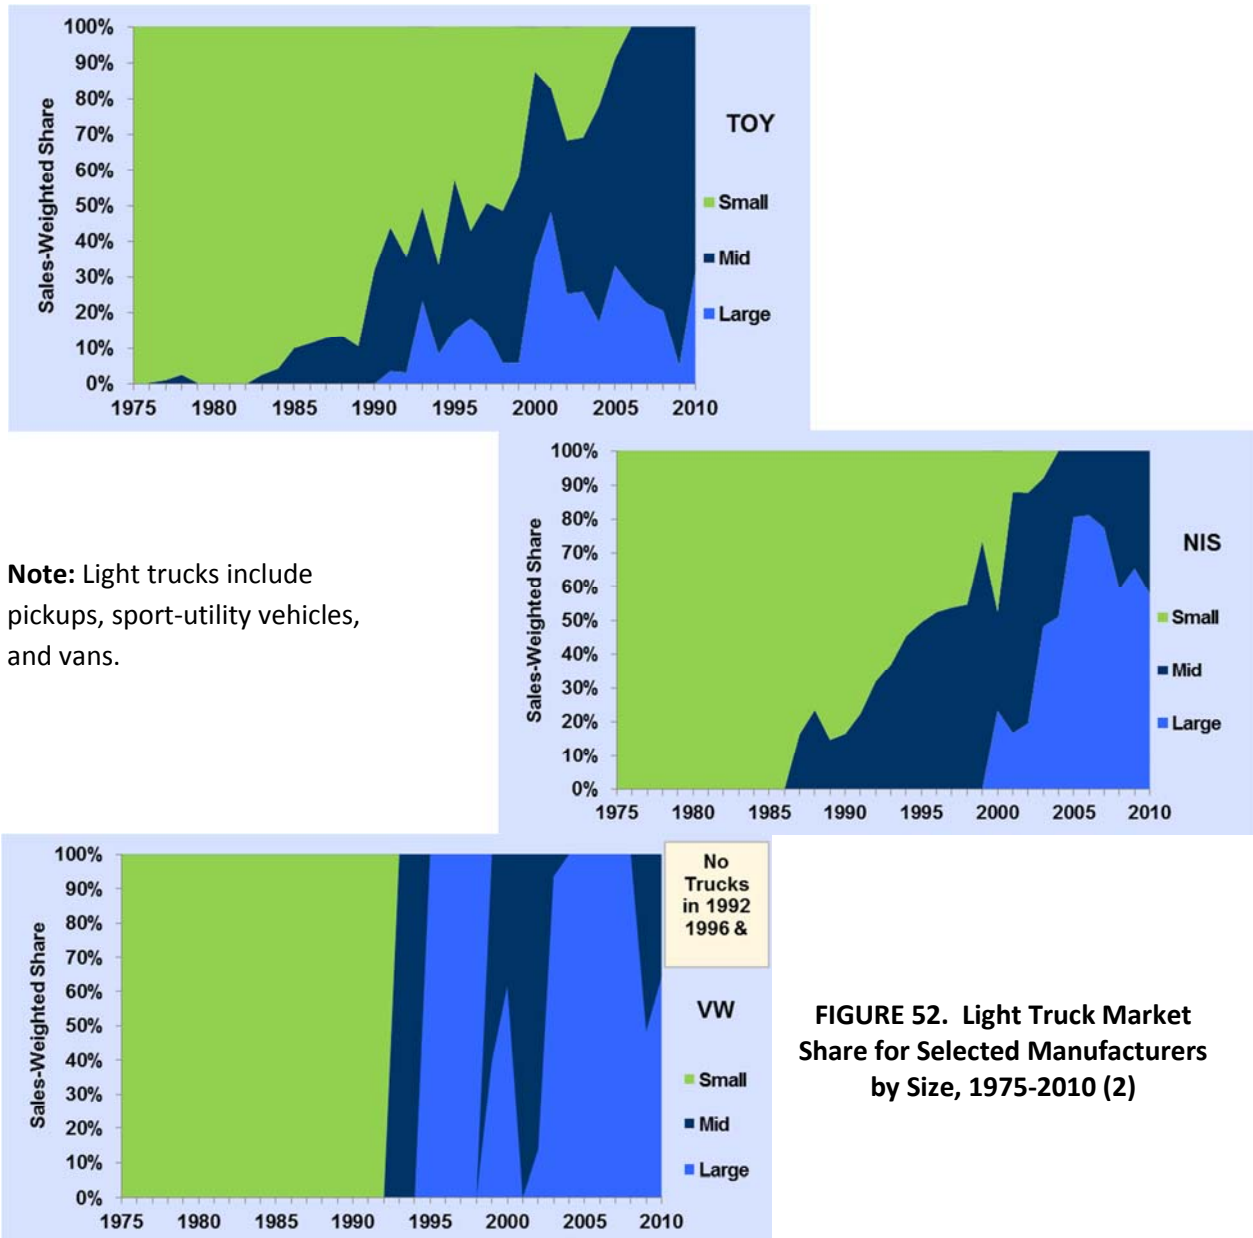 100%
90%
80%
70%
60%
50%
40%
30%
20%
10%
0%
Sales-Weighted Share
1975 1980 1985 1990 1995 2000 2005 2010
TOY
Small
Mid
Large
100%
90%
80%
70%
60%
50%
40%
30%
20%
10%
0%
Sales-Weighted Share
1975 1980 1985 1990 1995 2000 2005 2010
NIS
Small
Mid
Large
Note: Light trucks include
pickups, sport-utility vehicles,
and vans.
100%
90%
80%
70%
60%
50%
40%
30%
20%
10%
0%
Sales-Weighted Share
1975 1980 1985 1990 1995 2000 2005 2010
No
Trucks
in 1992
1996 &
VW
Small
Mid
Large
FIGURE 52. Light Truck Market
Share for Selected Manufacturers
by Size, 1975-2010 (2)